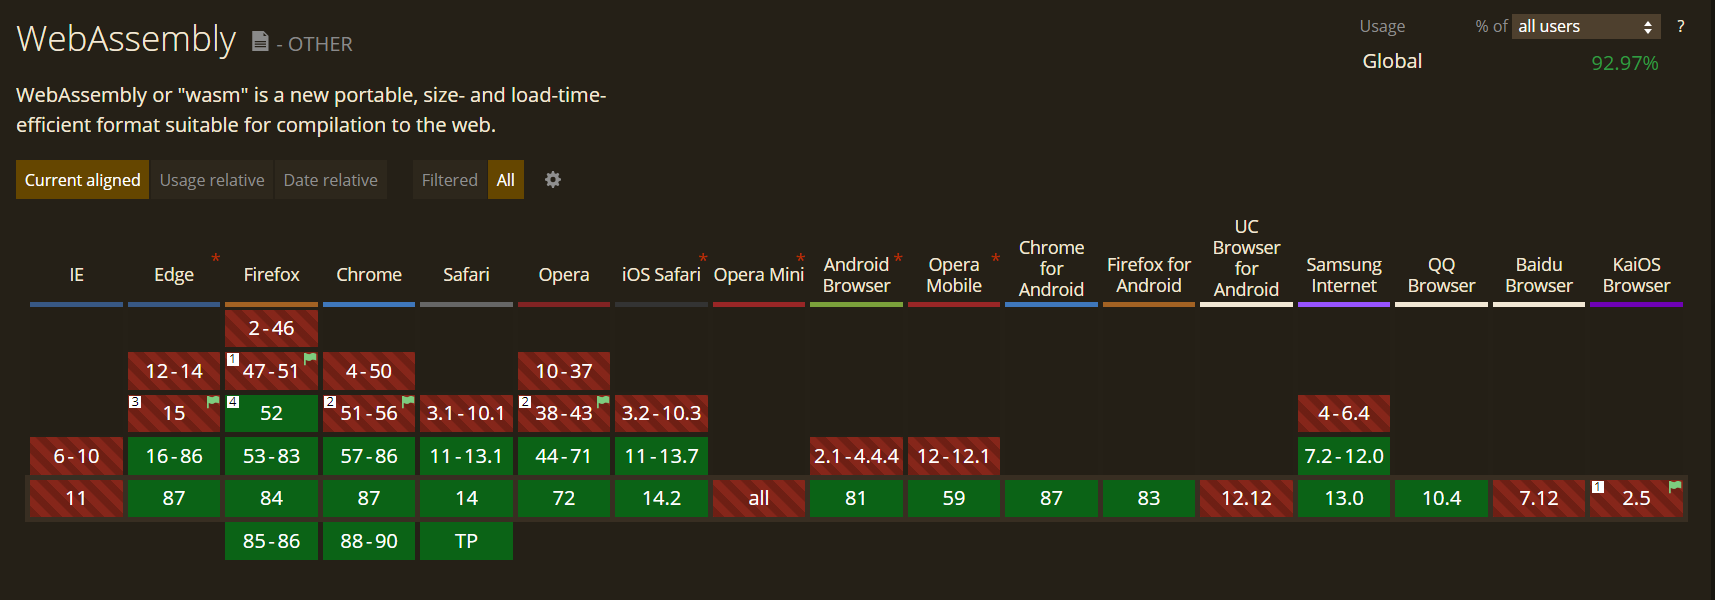 WebAssembly - OTHER
Usage % of all users ?
Global 92.97%
WebAssembly or "wasm" is a new portable, size- and load-time-
efficient format suitable for compilation to the web.
Current aligned Usage relative Date relative Filtered All
IE
Edge *
Firefox
Chrome
Safari
Opera
iOS Safari *
Opera Mini *
Android *
Browser
Opera *
Mobile
Chrome
for
Android
Firefox for
Android
UC
Browser
for
Android
Samsung
Internet
QQ
Browser
Baidu
Browser
KaiOS
Browser
2-46
12-14 1 47-51 4-50 10-37
3 15 4 52 2 51-56 3.1-10.1 2 38-43 3.2-10.3 4-6.4
6-10 16-86 53-83 57-86 11-13.1 44-71 11-13.7 2.1-4.4.4 12-12.1 7.2-12.0
11 87 84 87 14 72 14.2 all 81 59 87 83 12.12 13.0 10.4 7.12 1 2.5
85-86 88-90 TP